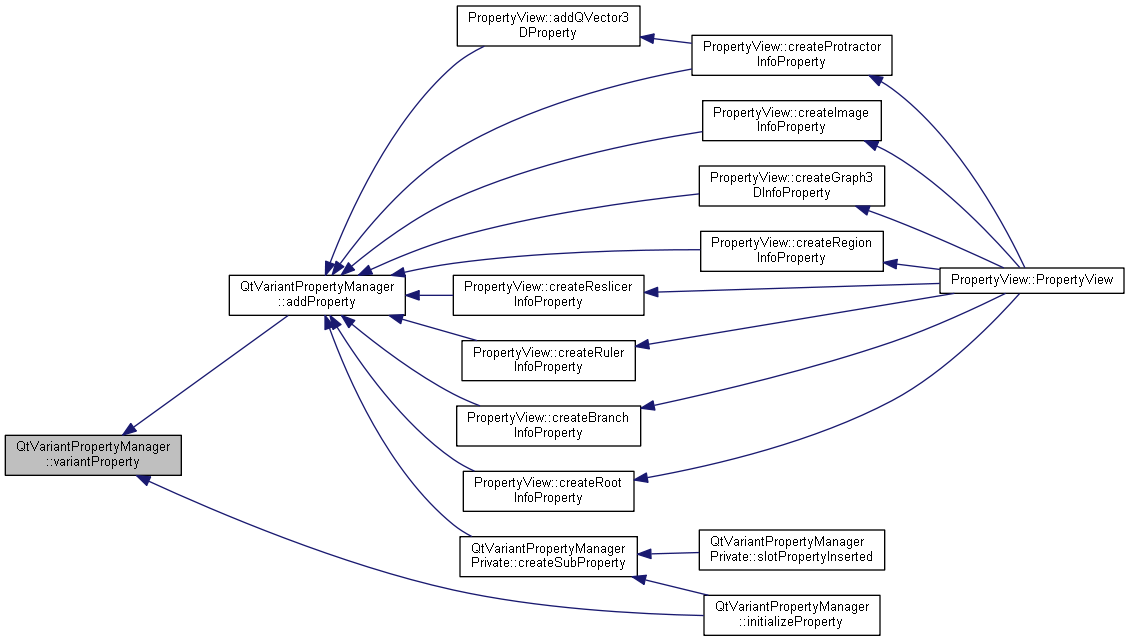 PropertyView::addQVector3
DProperty
PropertyView::createProtractor
InfoProperty
PropertyView::createImage
InfoProperty
PropertyView::createGraph3
DInfoProperty
PropertyView::createRegion
InfoProperty
QtVariantPropertyManager
::addProperty
PropertyView::createReslicer
InfoProperty
PropertyView::PropertyView
PropertyView::createRuler
InfoProperty
PropertyView::createBranch
InfoProperty
QtVariantPropertyManager
::variantProperty
PropertyView::createRoot
InfoProperty
QtVariantPropertyManager
Private::createSubProperty
QtVariantPropertyManager
Private::slotPropertyInserted
QtVariantPropertyManager
::initializeProperty